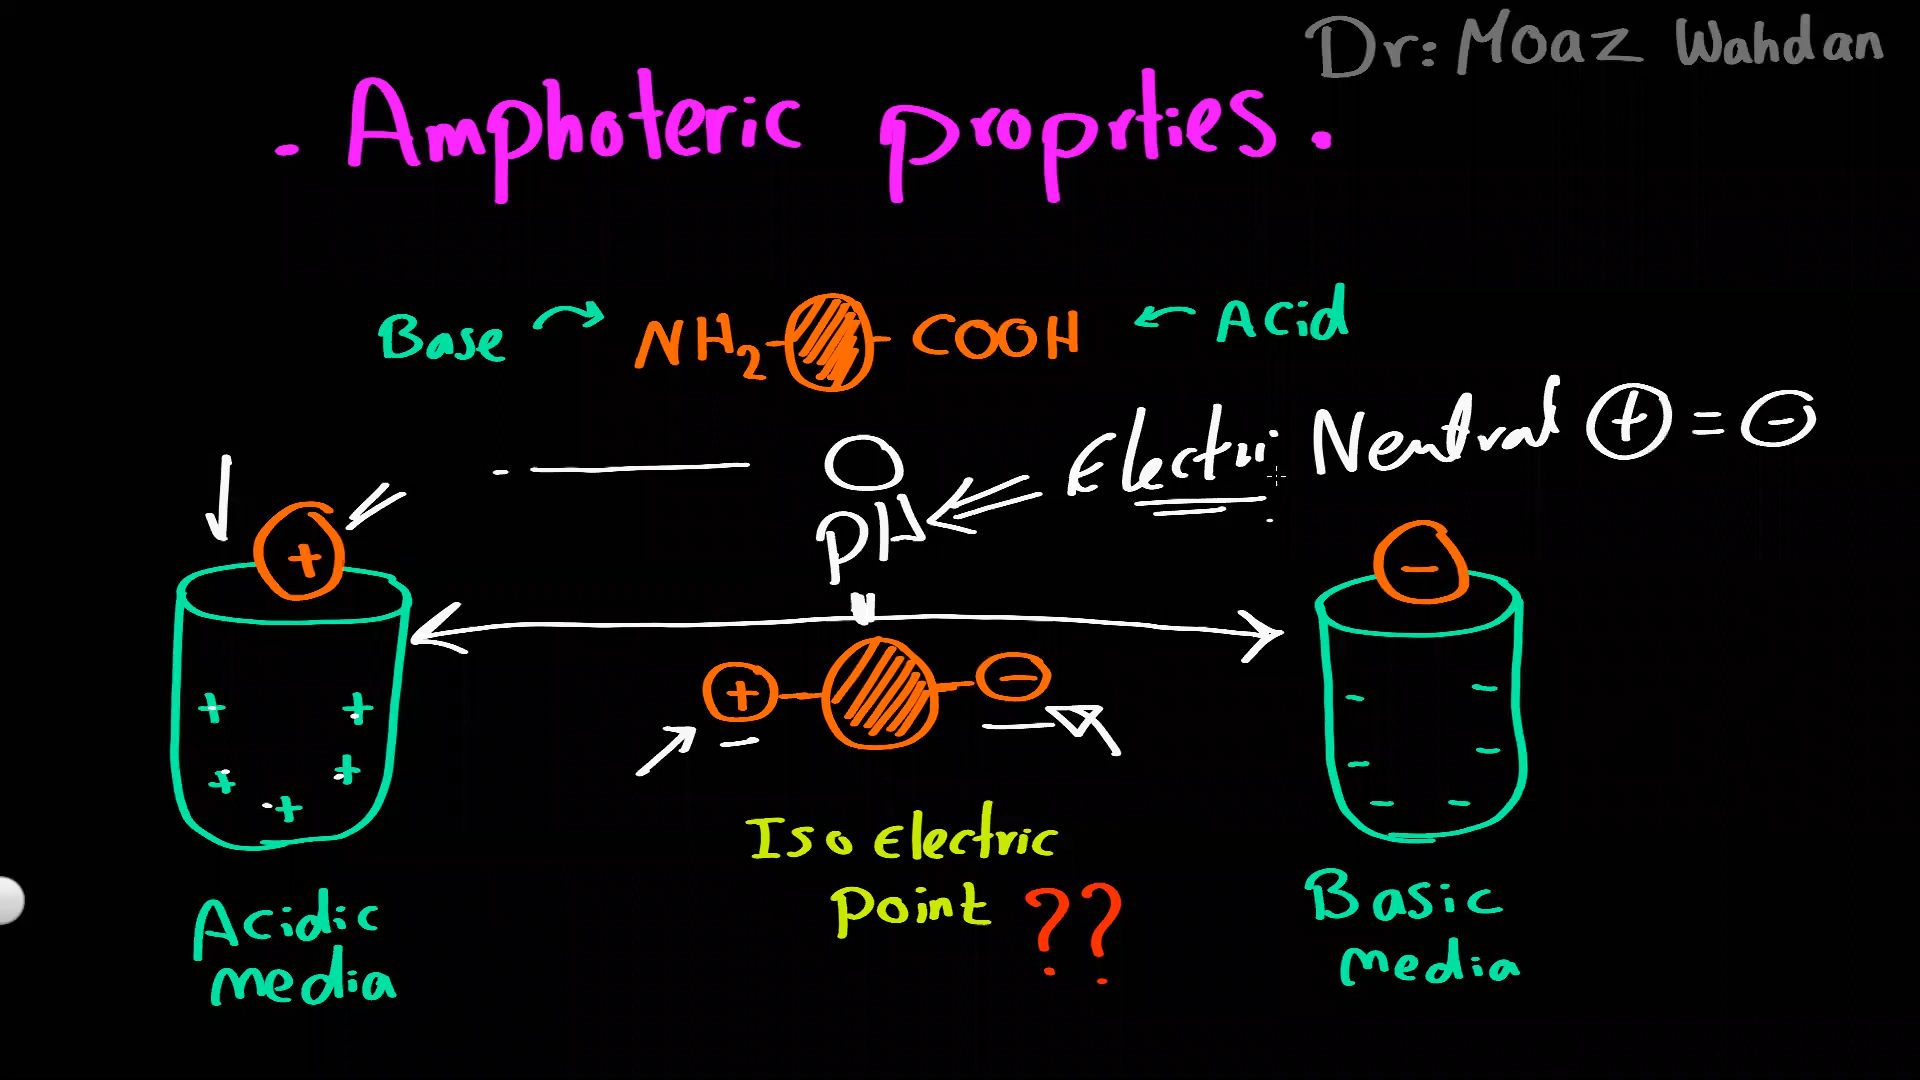 Dr: Moaz Wahdan
. Amphoteric proprties .
Base → NH2 - - COOH ← Acid
Electri Neutral + = -
+
PH
-
+ -
+ +
+ +
+
- -
- -
- -
Iso Electric
point ??
Acidic
media
Basic
media